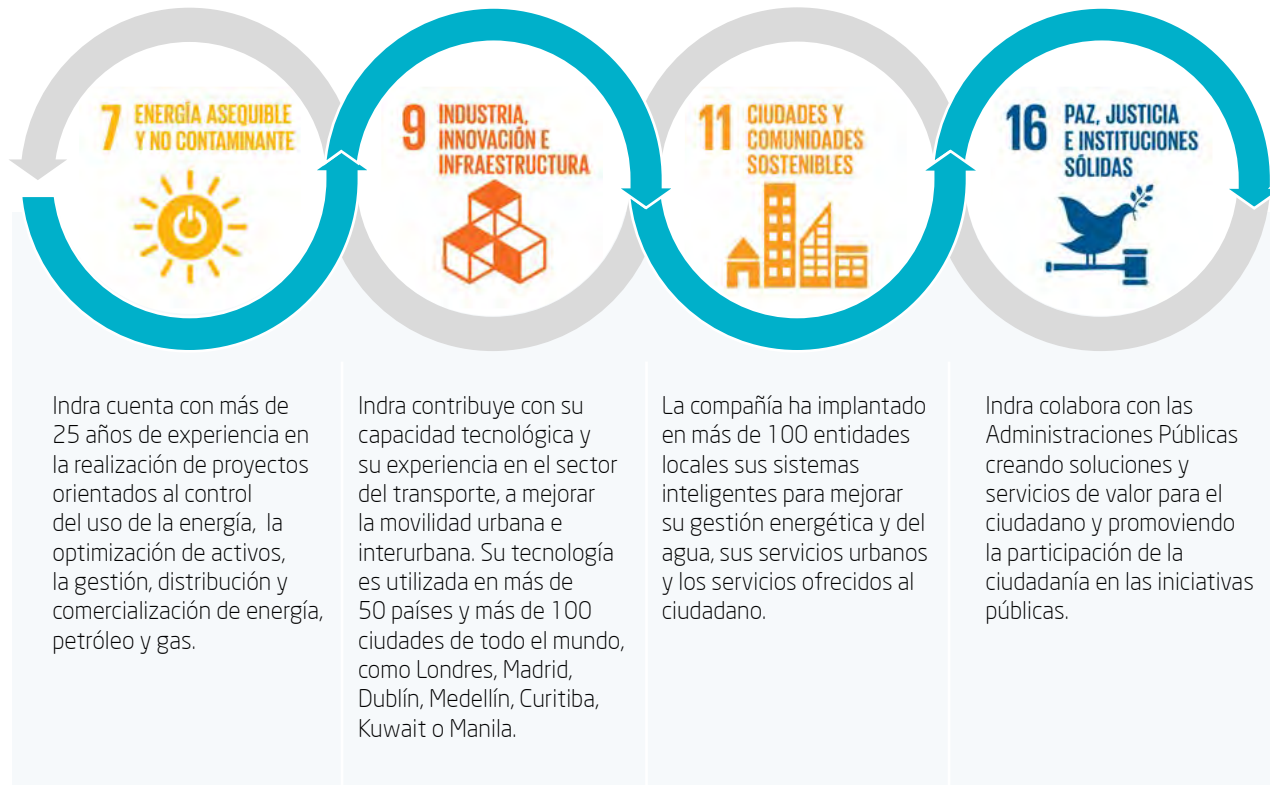 7 ENERGÍA ASEQUIBLE
Y NO CONTAMINANTE
9 INDUSTRIA,
INNOVACIÓN E
INFRAESTRUCTURA
11 CIUDADES Y
COMUNIDADES
SOSTENIBLES
16 PAZ, JUSTICIA
E INSTITUCIONES
SÓLIDAS
Indra cuenta con más de
25 años de experiencia en
la realización de proyectos
orientados al control
del uso de la energía, la
optimización de activos,
la gestión, distribución y
comercialización de energía,
petróleo y gas.
Indra contribuye con su
capacidad tecnológica y
su experiencia en el sector
del transporte, a mejorar
la movilidad urbana e
interurbana. Su tecnología
es utilizada en más de
50 países y más de 100
ciudades de todo el mundo,
como Londres, Madrid,
Dublín, Medellín, Curitiba,
Kuwait o Manila.
La compañía ha implantado
en más de 100 entidades
locales sus sistemas
inteligentes para mejorar
su gestión energética y del
agua, sus servicios urbanos
y los servicios ofrecidos al
ciudadano.
Indra colabora con las
Administraciones Públicas
creando soluciones y
servicios de valor para el
ciudadano y promoviendo
la participación de la
ciudadanía en las iniciativas
públicas.